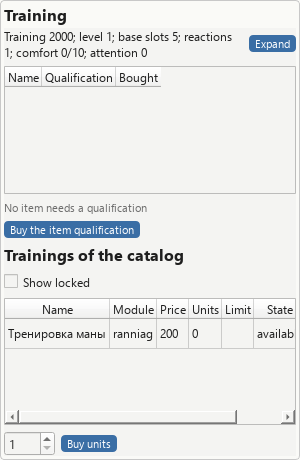 Training
Training 2000; level 1; base slots 5; reactions
1; comfort 0/10; attention 0
Expand
Name Qualification Bought
No item needs a qualification
Buy the item qualification
Trainings of the catalog
Show locked
Name Module Price Units Limit State
Тренировка маны ranniag 200 0 availab
1 Buy units